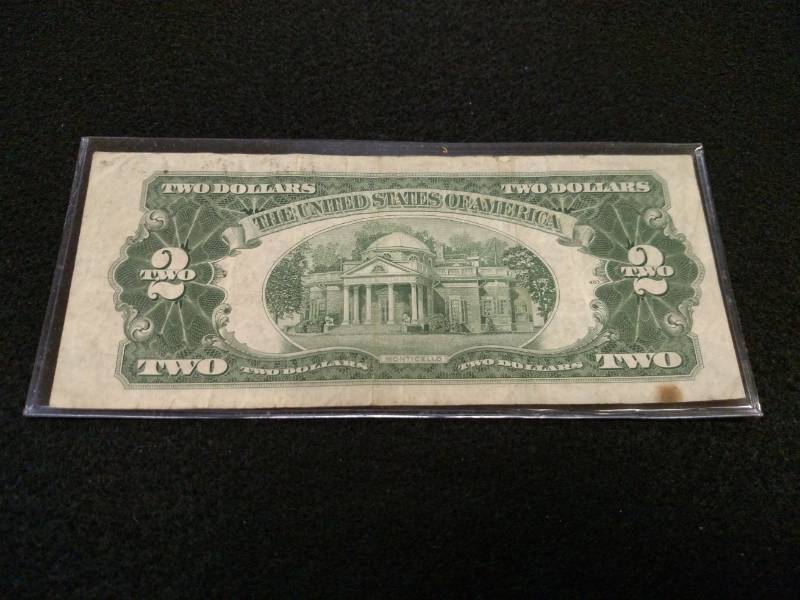 TWO DOLLARS TWO DOLLARS
THE UNITED STATES OF AMERICA
2 2
TWO TWO
MONTICELLO
TWO TWO DOLLARS TWO DOLLARS TWO